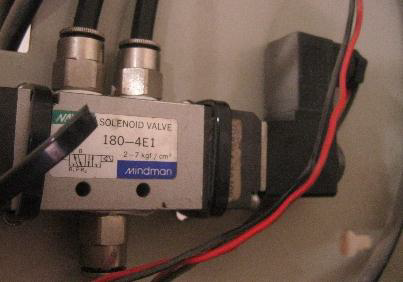 SOLENOID VALVE
180-4E1
2-7 kgf / cm²
Mindman